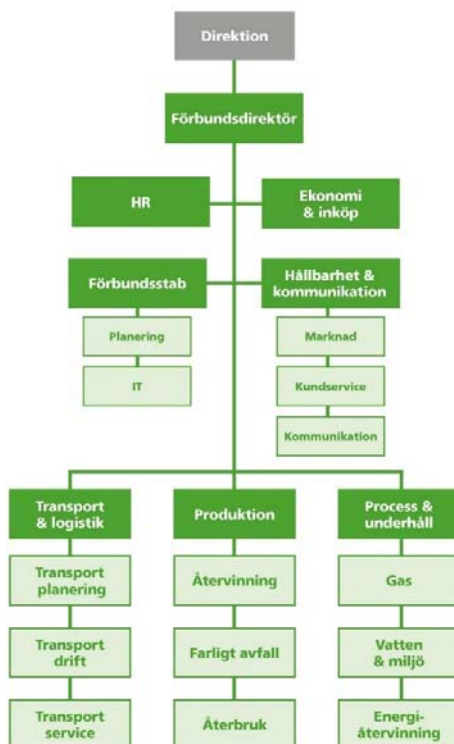 Direktion
Förbundsdirektör
HR
Ekonomi
& inköp
Förbundsstab
Hållbarhet &
kommunikation
Planering
Marknad
IT
Kundservice
Kommunikation
Transport
& logistik
Produktion
Process &
underhåll
Transport
planering
Återvinning
Gas
Transport
drift
Farligt avfall
Vatten
& miljö
Transport
service
Återbruk
Energi-
återvinning